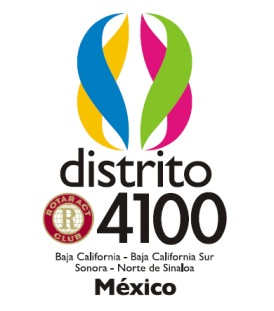 distrito
ROTARACT
R
CLUB
4100
Baja California - Baja California Sur
Sonora - Norte de Sinaloa
México